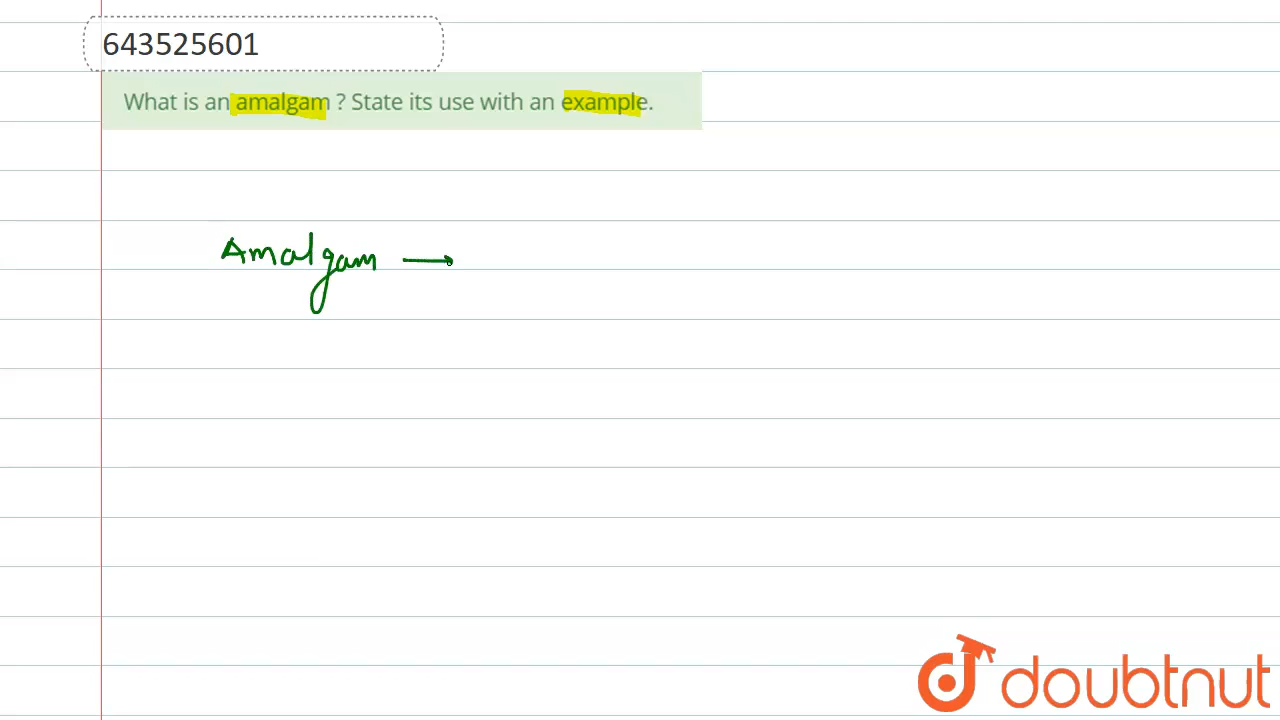 643525601
What is an amalgam ? State its use with an example.
Amalgam →
doubtnut